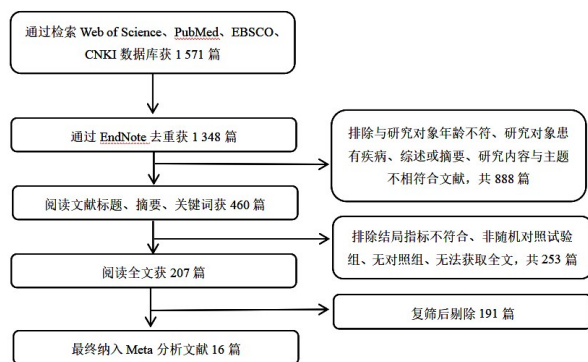 通过检索 Web of Science、PubMed、EBSCO、
CNKI 数据库获 1 571 篇
通过 EndNote 去重获 1 348 篇
排除与研究对象年龄不符、研究对象患
有疾病、综述或摘要、研究内容与主题
不相符合文献，共 888 篇
阅读文献标题、摘要、关键词获 460 篇
排除结局指标不符合、非随机对照试验
组、无对照组、无法获取全文，共 253 篇
阅读全文获 207 篇
复筛后剔除 191 篇
最终纳入 Meta 分析文献 16 篇